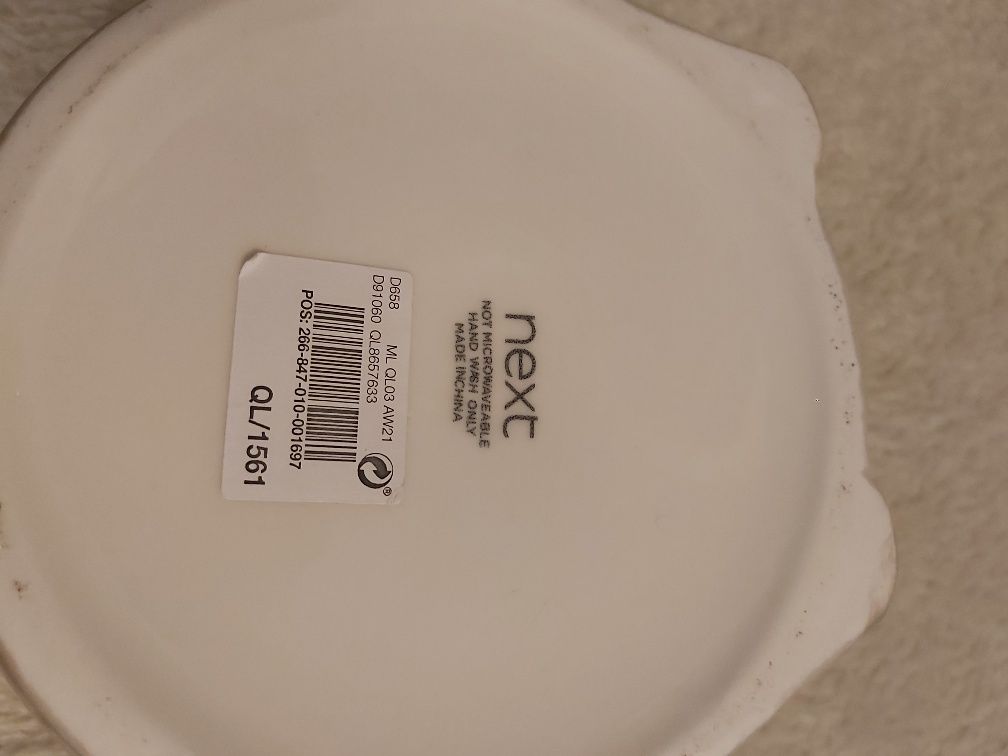 next
NOT MICROWAVEABLE
HAND WASH ONLY
MADE IN CHINA
D658 ML QL03 AW21
D91060 QL8657633
POS: 266-847-010-001697
QL/1561